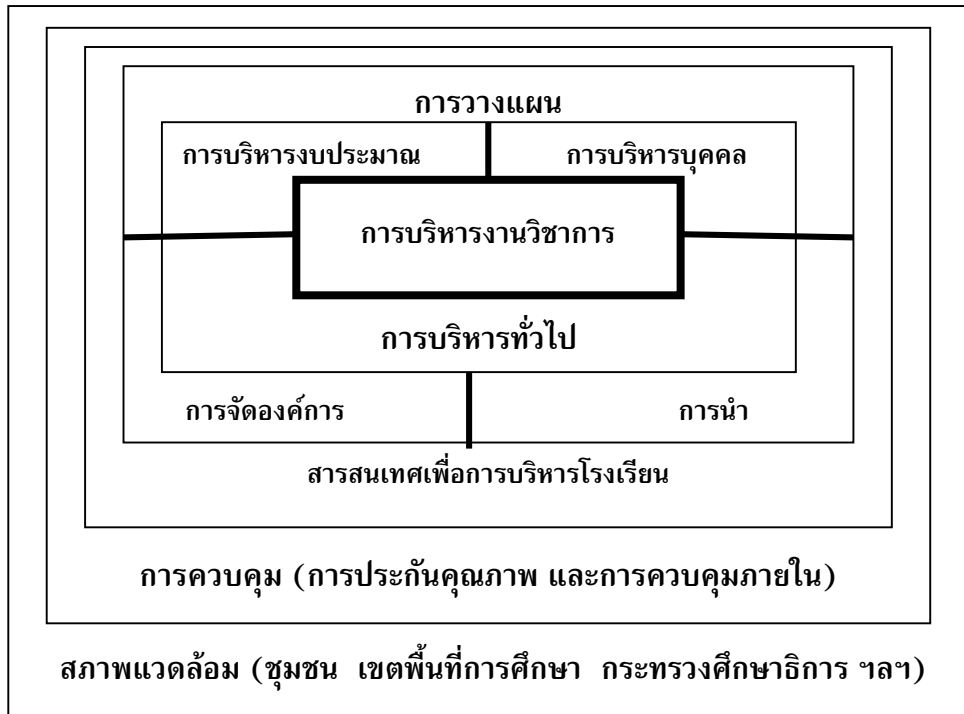 การวางแผน
การบริหารงบประมาณ การบริหารบุคคล
การบริหารงานวิชาการ
การบริหารทั่วไป
การจัดองค์การ การนำ
สารสนเทศเพื่อการบริหารโรงเรียน
การควบคุม (การประกันคุณภาพ และการควบคุมภายใน)
สภาพแวดล้อม (ชุมชน เขตพื้นที่การศึกษา กระทรวงศึกษาธิการ ฯลฯ)